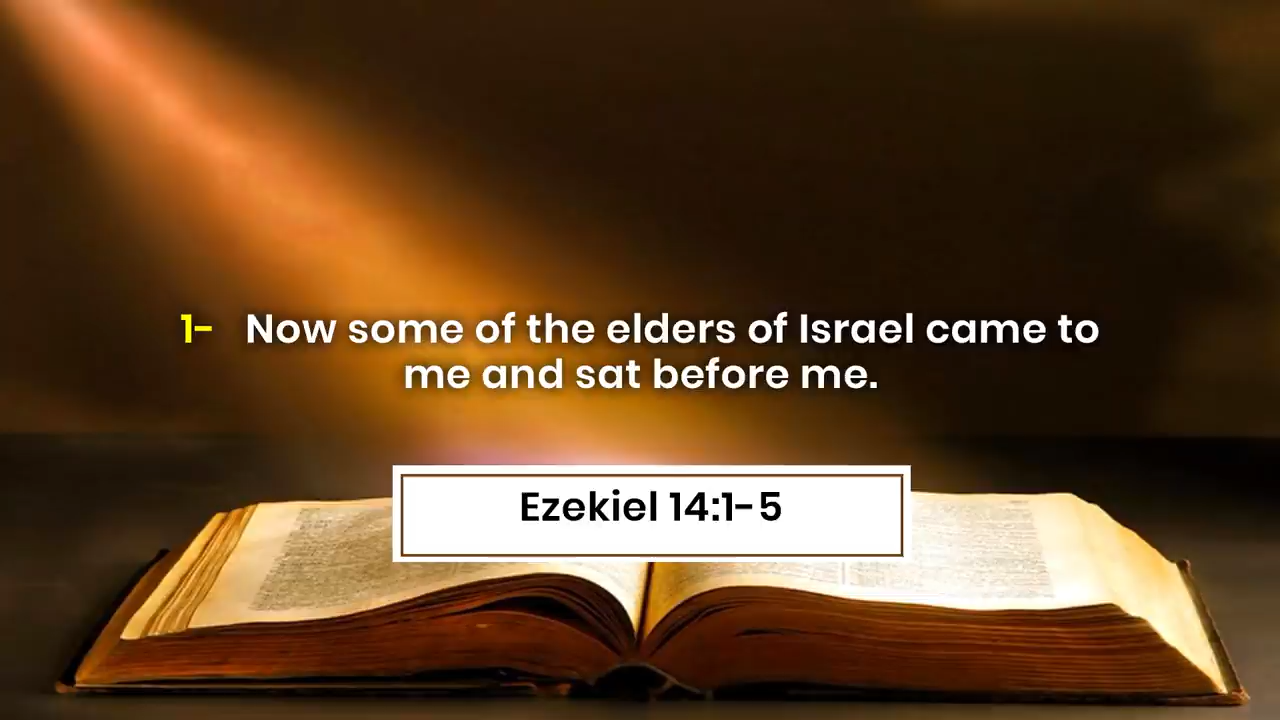 1- Now some of the elders of Israel came to
me and sat before me.
Ezekiel 14:1-5